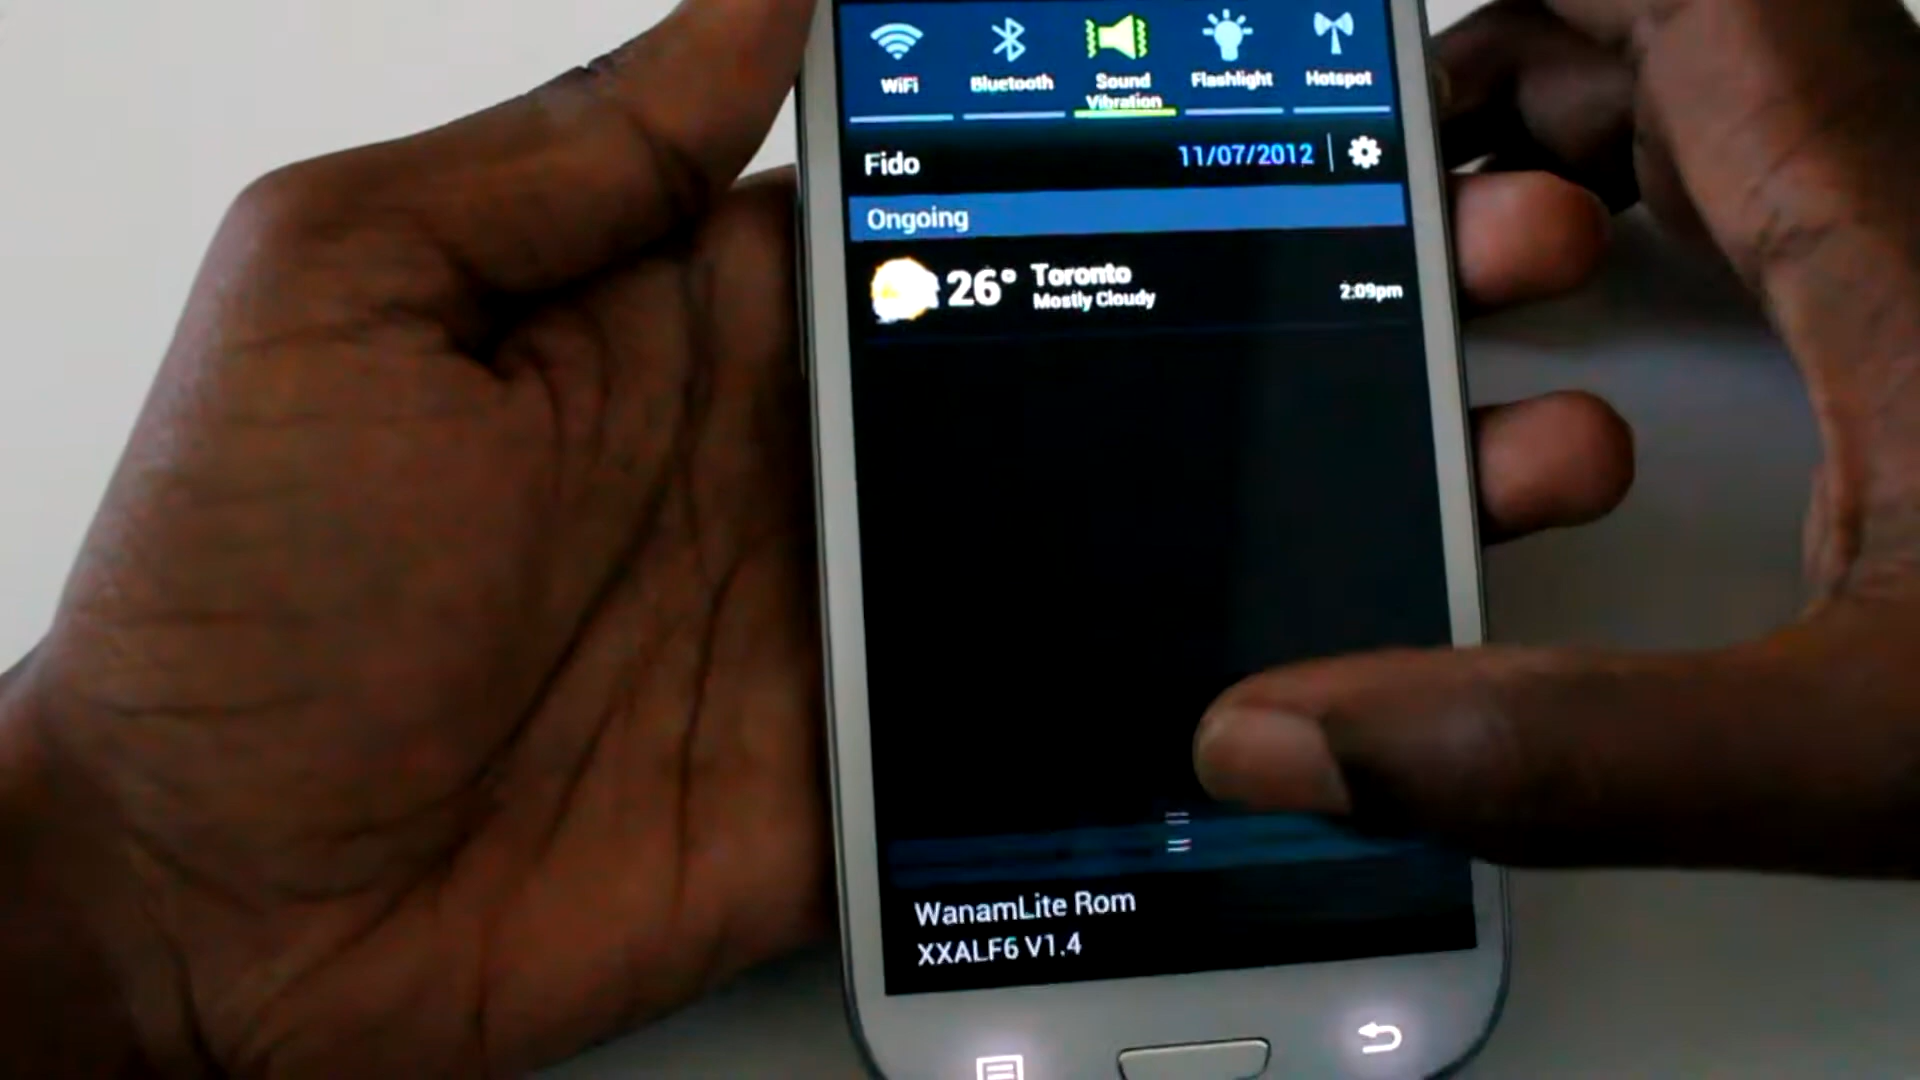 WiFi
Bluetooth
Sound
Vibration
Flashlight
Hotspot
Fido
11/07/2012
Ongoing
26° Toronto
Mostly Cloudy
2:09pm
WanamLite Rom
XXALF6 V1.4